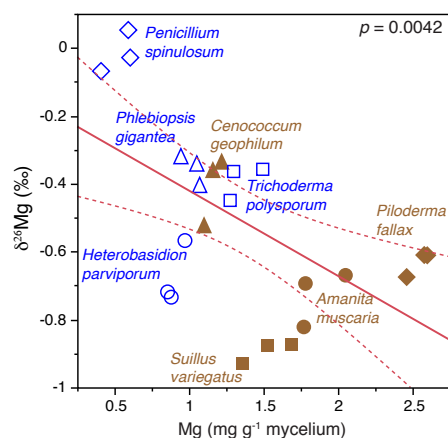 p = 0.0042
Penicillium
spinulosum
Phlebiopsis
gigantea
Cenococcum
geophilum
Trichoderma
polysporum
Piloderma
fallax
Heterobasidion
parviporum
Amanita
muscaria
Suillus
variegatus
0
-0.2
-0.4
-0.6
-0.8
-1
δ²⁶Mg (‰)
0.5 1 1.5 2 2.5
Mg (mg g⁻¹ mycelium)